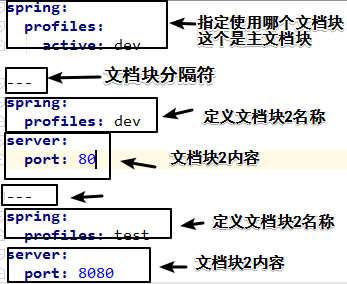 spring:
指定使用哪个文档块
profiles:
这个是主文档块
active: dev
---
文档块分隔符
spring:
profiles: dev
定义文档块2名称
server:
port: 80
文档块2内容
---
spring:
profiles: test
定义文档块2名称
server:
port: 8080
文档块2内容